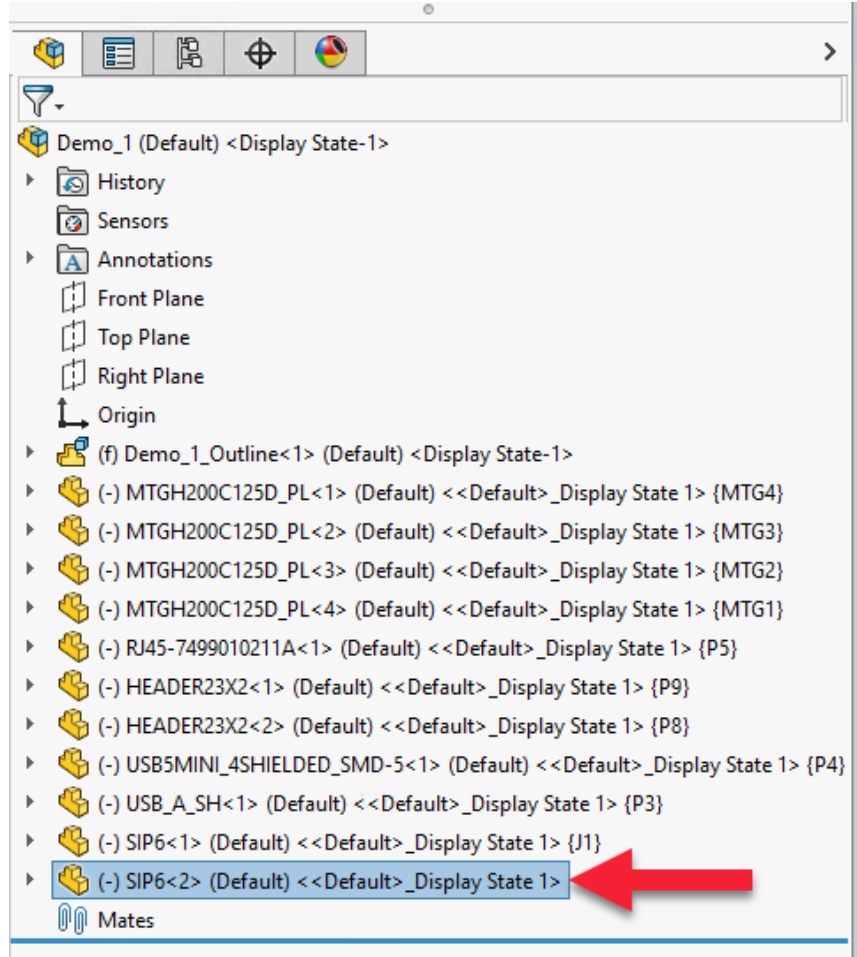 Demo_1 (Default) <Display State-1>
History
Sensors
A Annotations
Front Plane
Top Plane
Right Plane
Origin
(f) Demo_1_Outline<1> (Default) <Display State-1>
(-) MTGH200C125D_PL<1> (Default) <<Default>_Display State 1> {MTG4}
(-) MTGH200C125D_PL<2> (Default) <<Default>_Display State 1> {MTG3}
(-) MTGH200C125D_PL<3> (Default) <<Default>_Display State 1> {MTG2}
(-) MTGH200C125D_PL<4> (Default) <<Default>_Display State 1> {MTG1}
(-) RJ45-7499010211A<1> (Default) <<Default>_Display State 1> {P5}
(-) HEADER23X2<1> (Default) <<Default>_Display State 1> {P9}
(-) HEADER23X2<2> (Default) <<Default>_Display State 1> {P8}
(-) USB5MINI_4SHIELDED_SMD-5<1> (Default) <<Default>_Display State 1> {P4}
(-) USB_A_SH<1> (Default) <<Default>_Display State 1> {P3}
(-) SIP6<1> (Default) <<Default>_Display State 1> {J1}
(-) SIP6<2> (Default) <<Default>_Display State 1>
Mates